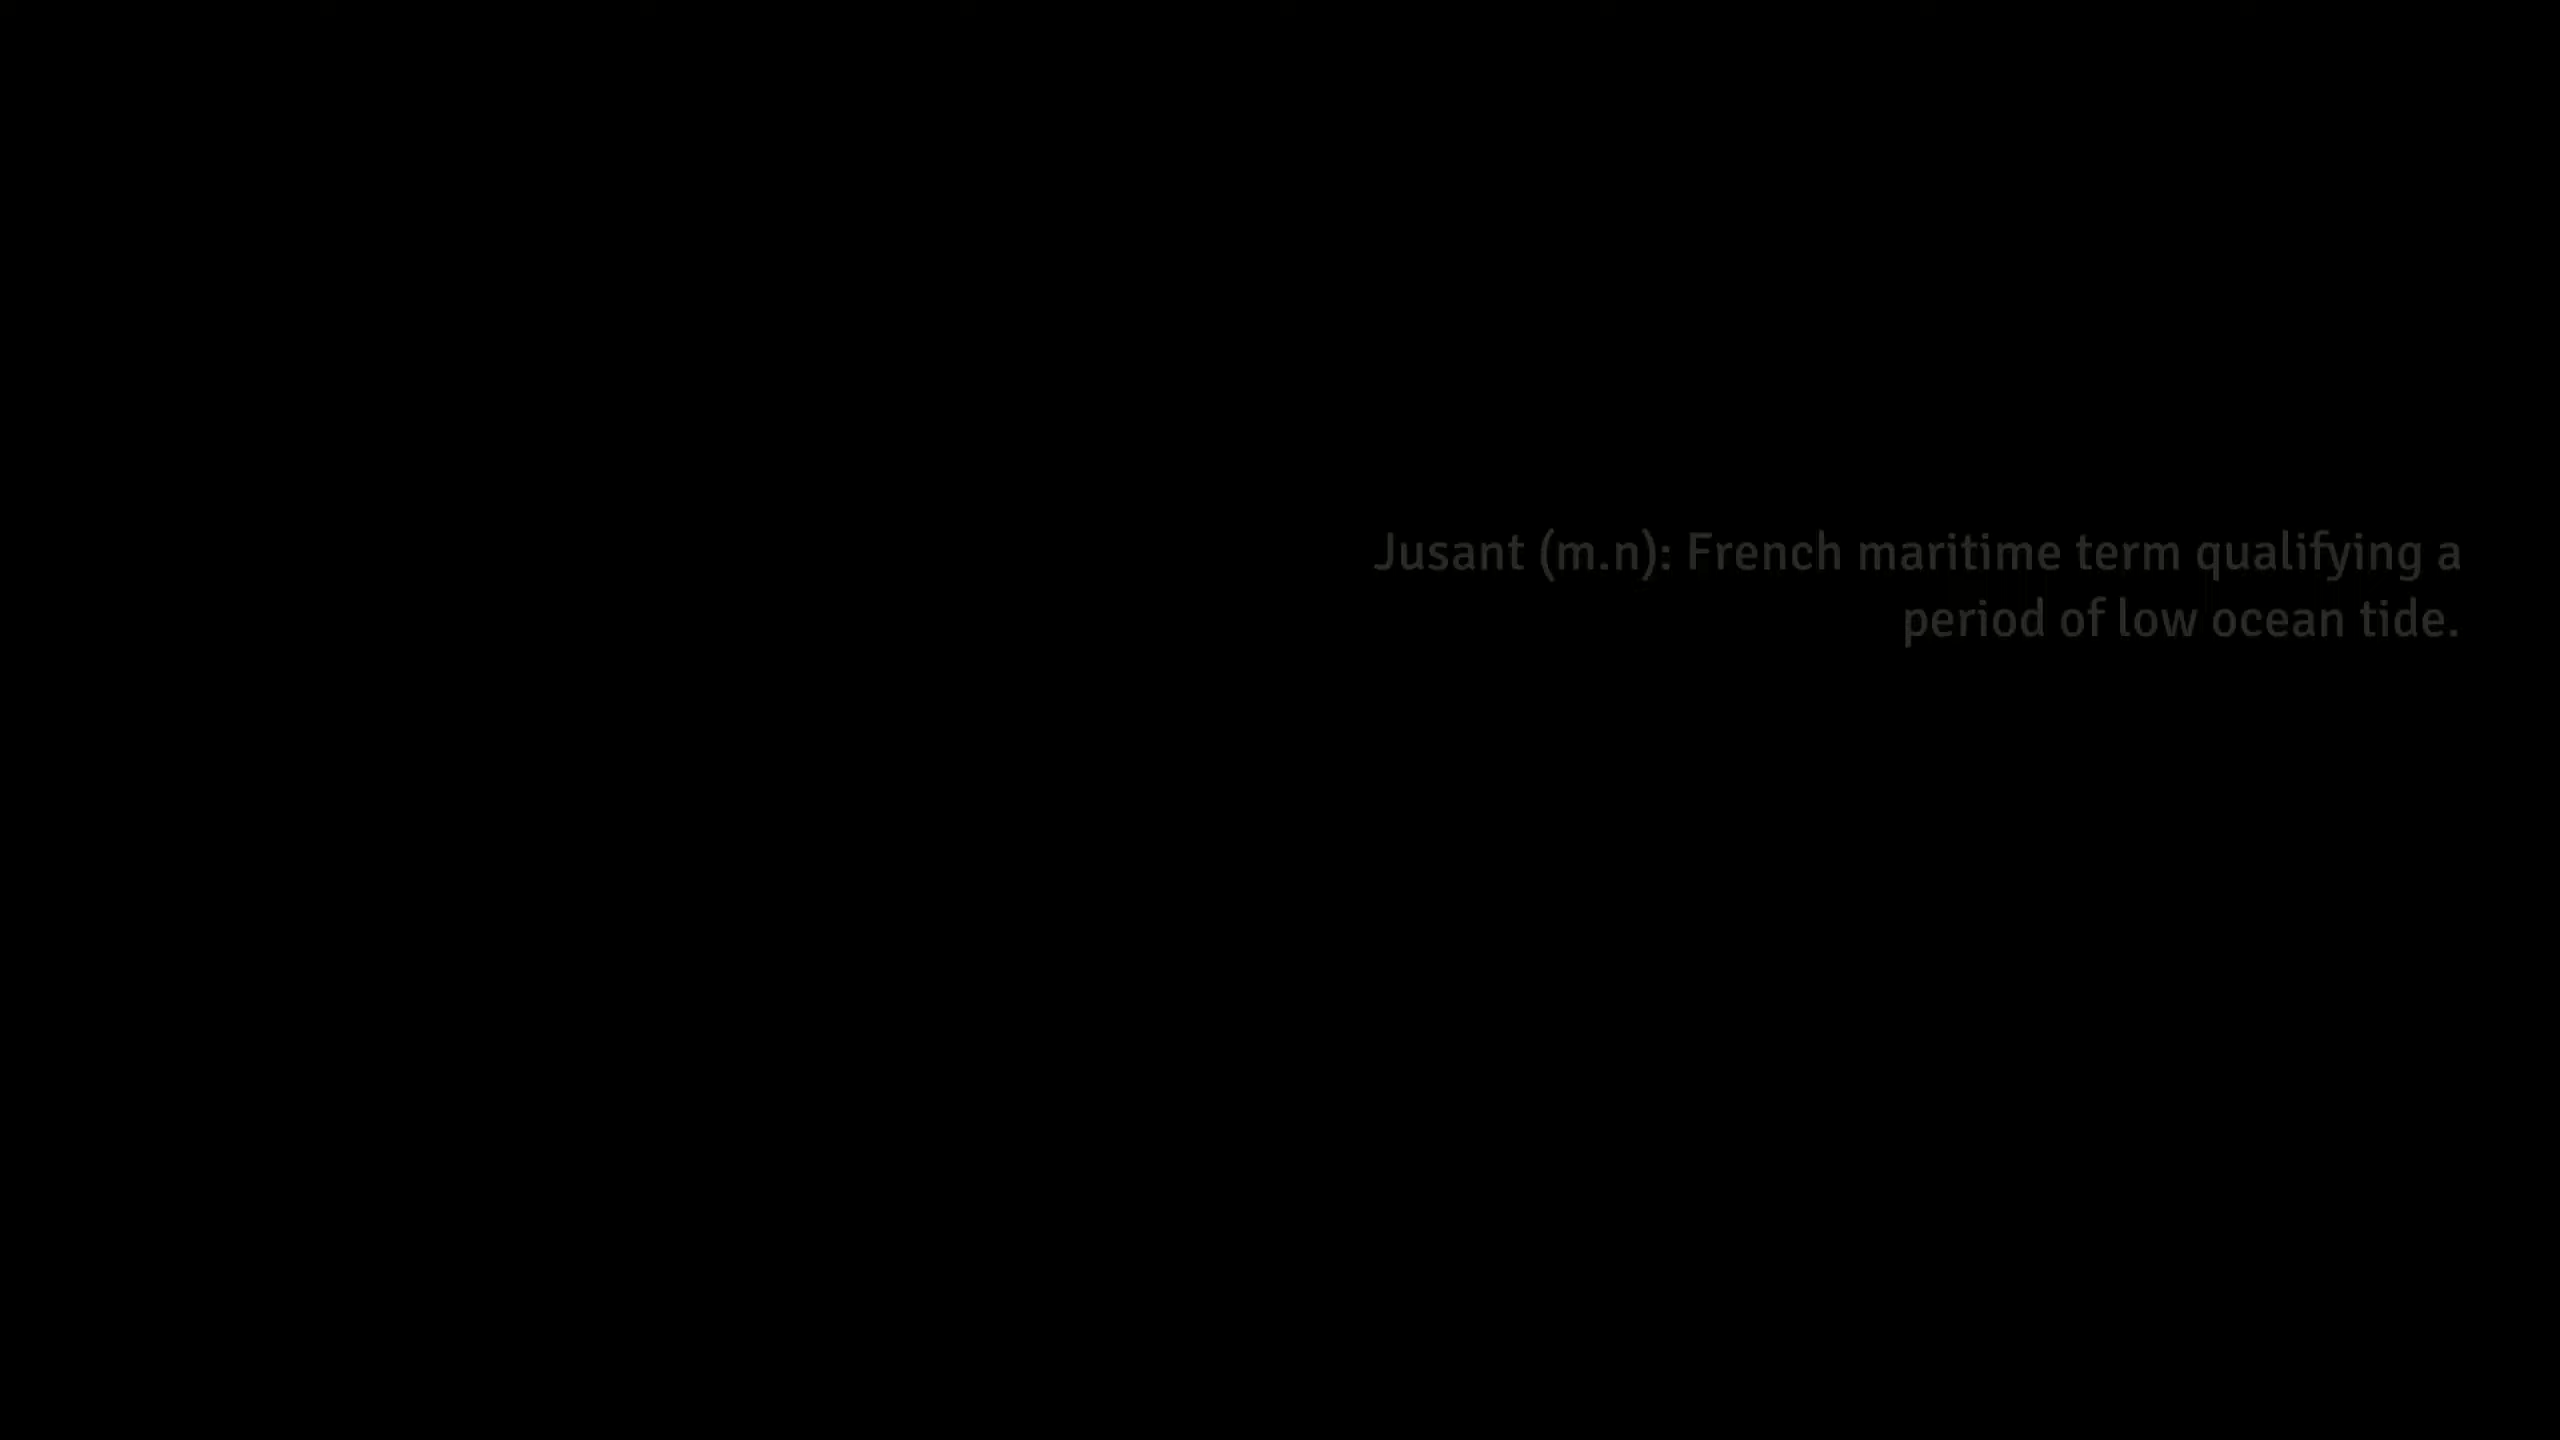 Jusant (m.n): French maritime term qualifying a
period of low ocean tide.